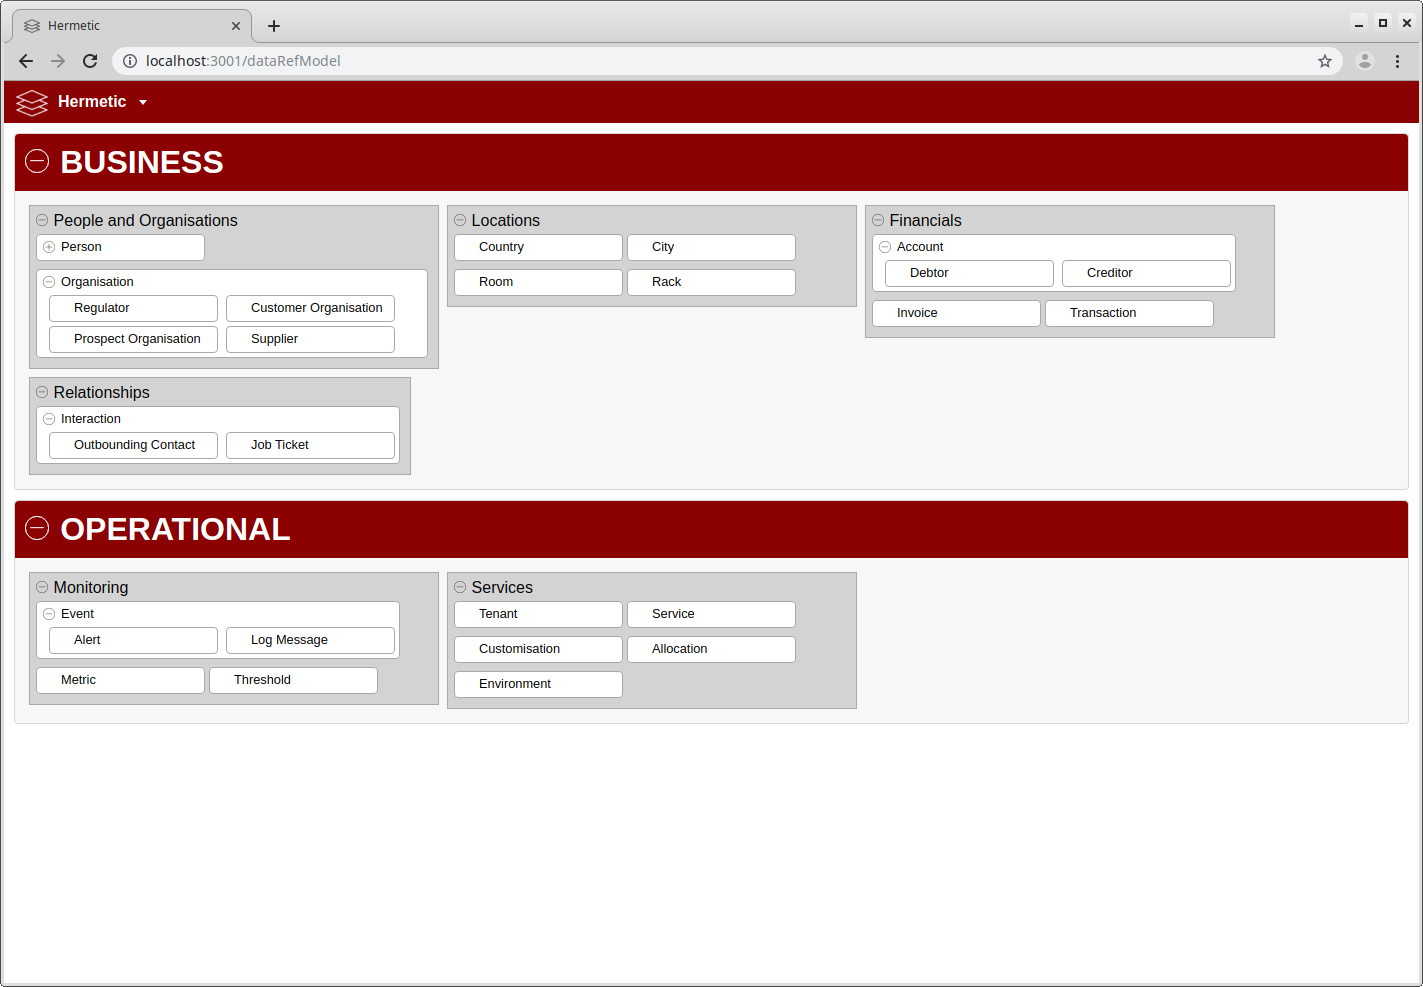 Hermetic
localhost:3001/dataRefModel
Hermetic
BUSINESS
People and Organisations
Person
Organisation
Regulator Customer Organisation
Prospect Organisation Supplier
Locations
Country City
Room Rack
Financials
Account
Debtor Creditor
Invoice Transaction
Relationships
Interaction
Outbounding Contact Job Ticket
OPERATIONAL
Monitoring
Event
Alert Log Message
Metric Threshold
Services
Tenant Service
Customisation Allocation
Environment